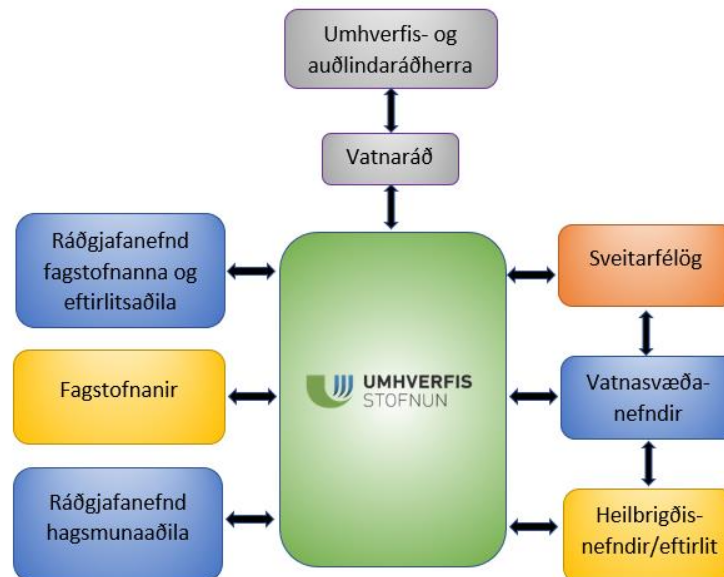 Umhverfis- og
auðlindaráðherra
Vatnaráð
Ráðgjafanefnd
fagstofnanna og
eftirlitsaðila
Sveitarfélög
Fagstofnanir
UMHVERFIS
STOFNUN
Vatnasvæða-
nefndir
Ráðgjafanefnd
hagsmunaaðila
Heilbrigðis-
nefndir/eftirlit